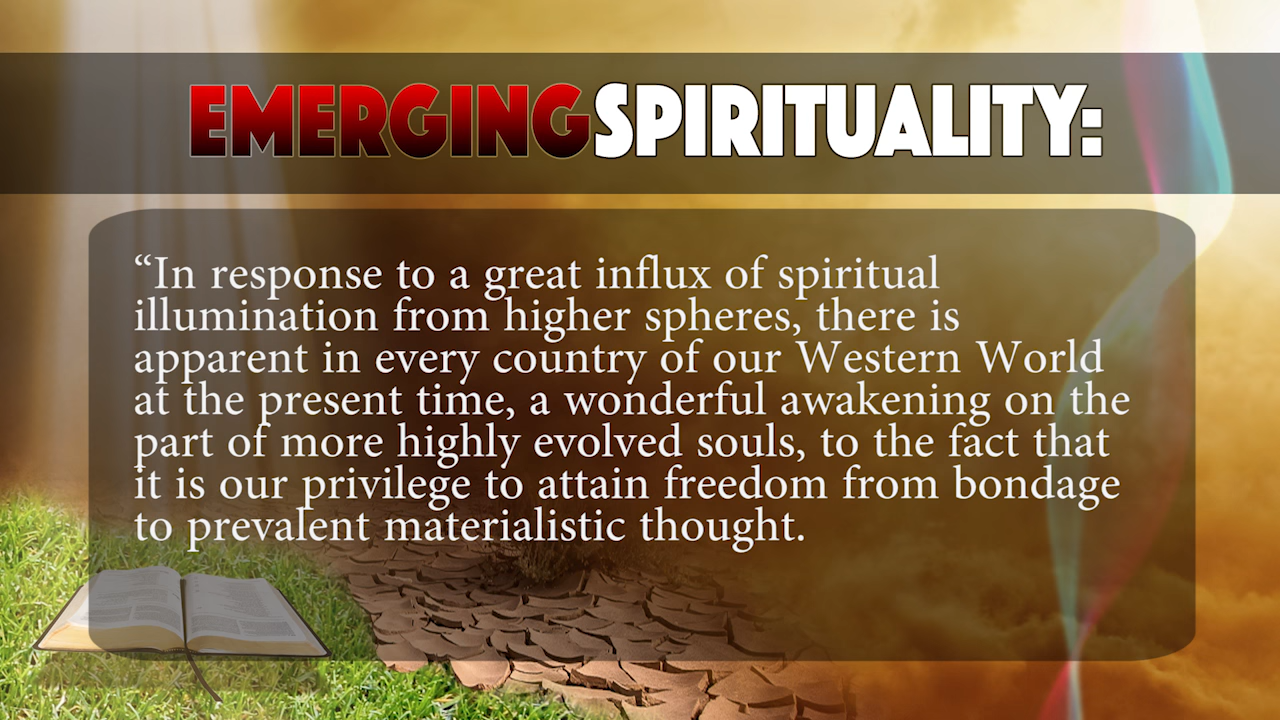 EMERGING SPIRITUALITY:
“In response to a great influx of spiritual
illumination from higher spheres, there is
apparent in every country of our Western World
at the present time, a wonderful awakening on the
part of more highly evolved souls, to the fact that
it is our privilege to attain freedom from bondage
to prevalent materialistic thought.